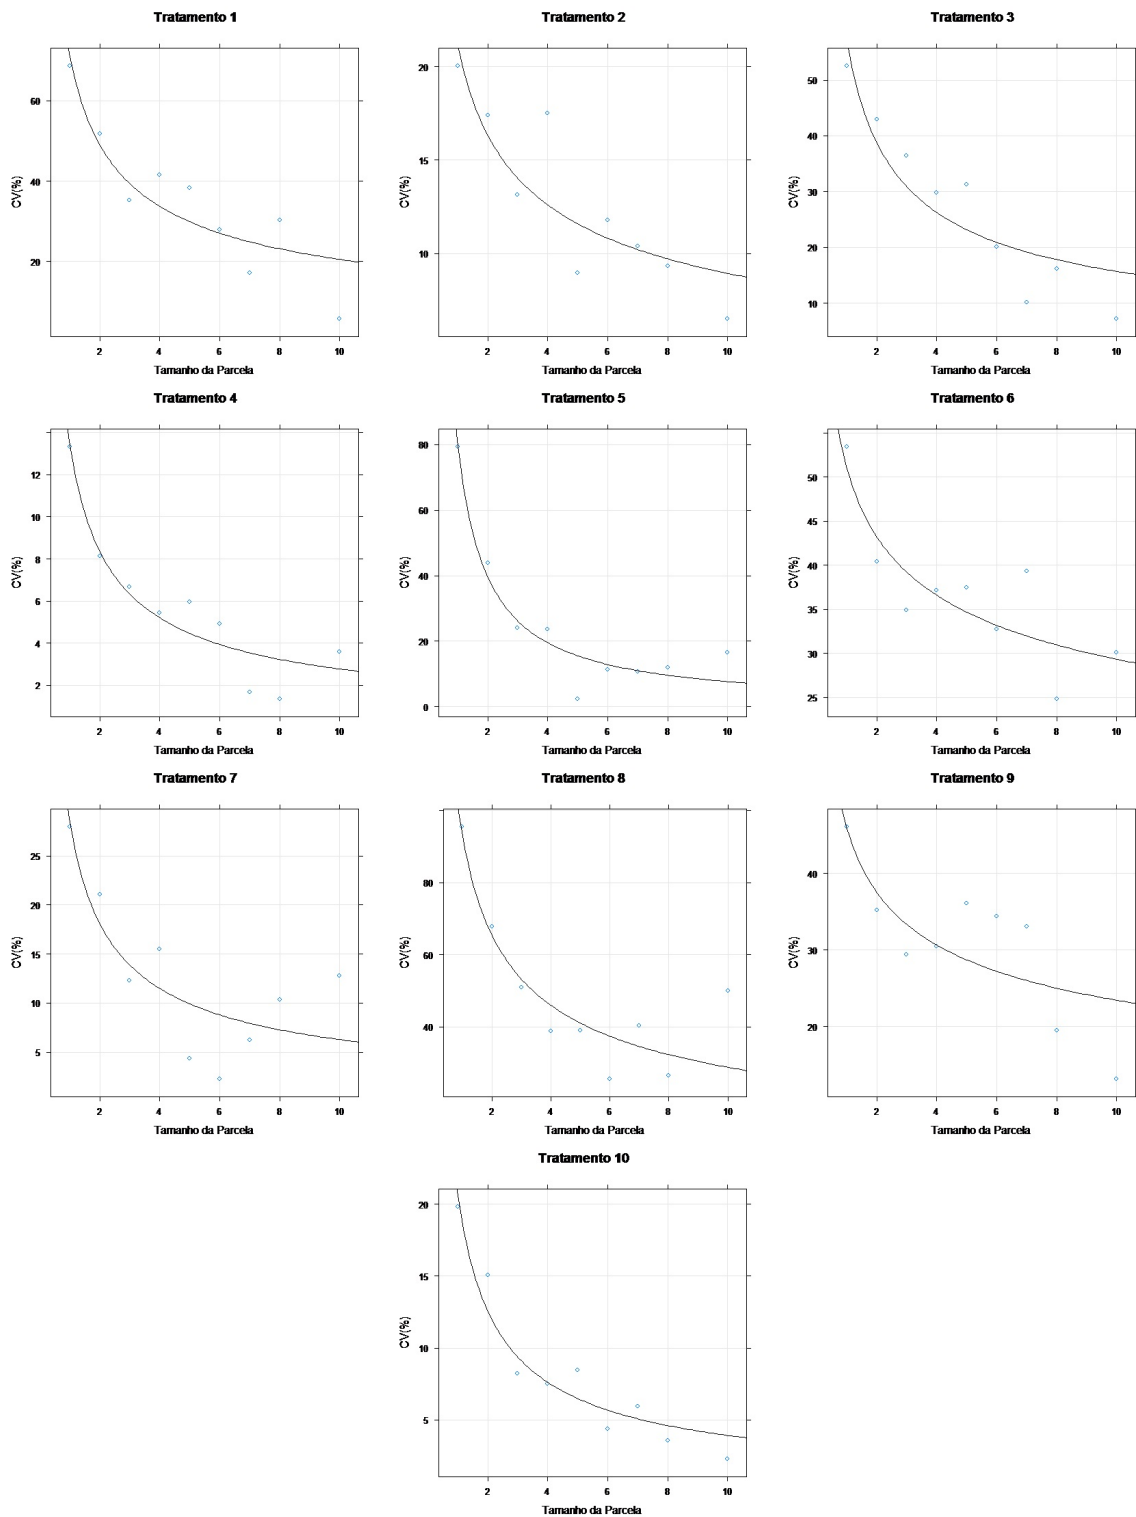 Tratamento 1
Tratamento 2
Tratamento 3
60
40
20
CV(%)
2 4 6 8 10
Tamanho da Parcela
20
15
10
CV(%)
2 4 6 8 10
Tamanho da Parcela
50
40
30
20
10
CV(%)
2 4 6 8 10
Tamanho da Parcela
Tratamento 4
Tratamento 5
Tratamento 6
12
10
8
6
4
2
CV(%)
2 4 6 8 10
Tamanho da Parcela
80
60
40
20
0
CV(%)
2 4 6 8 10
Tamanho da Parcela
50
45
40
35
30
25
CV(%)
2 4 6 8 10
Tamanho da Parcela
Tratamento 7
Tratamento 8
Tratamento 9
25
20
15
10
5
CV(%)
2 4 6 8 10
Tamanho da Parcela
80
60
40
CV(%)
2 4 6 8 10
Tamanho da Parcela
40
30
20
CV(%)
2 4 6 8 10
Tamanho da Parcela
Tratamento 10
20
15
10
5
CV(%)
2 4 6 8 10
Tamanho da Parcela